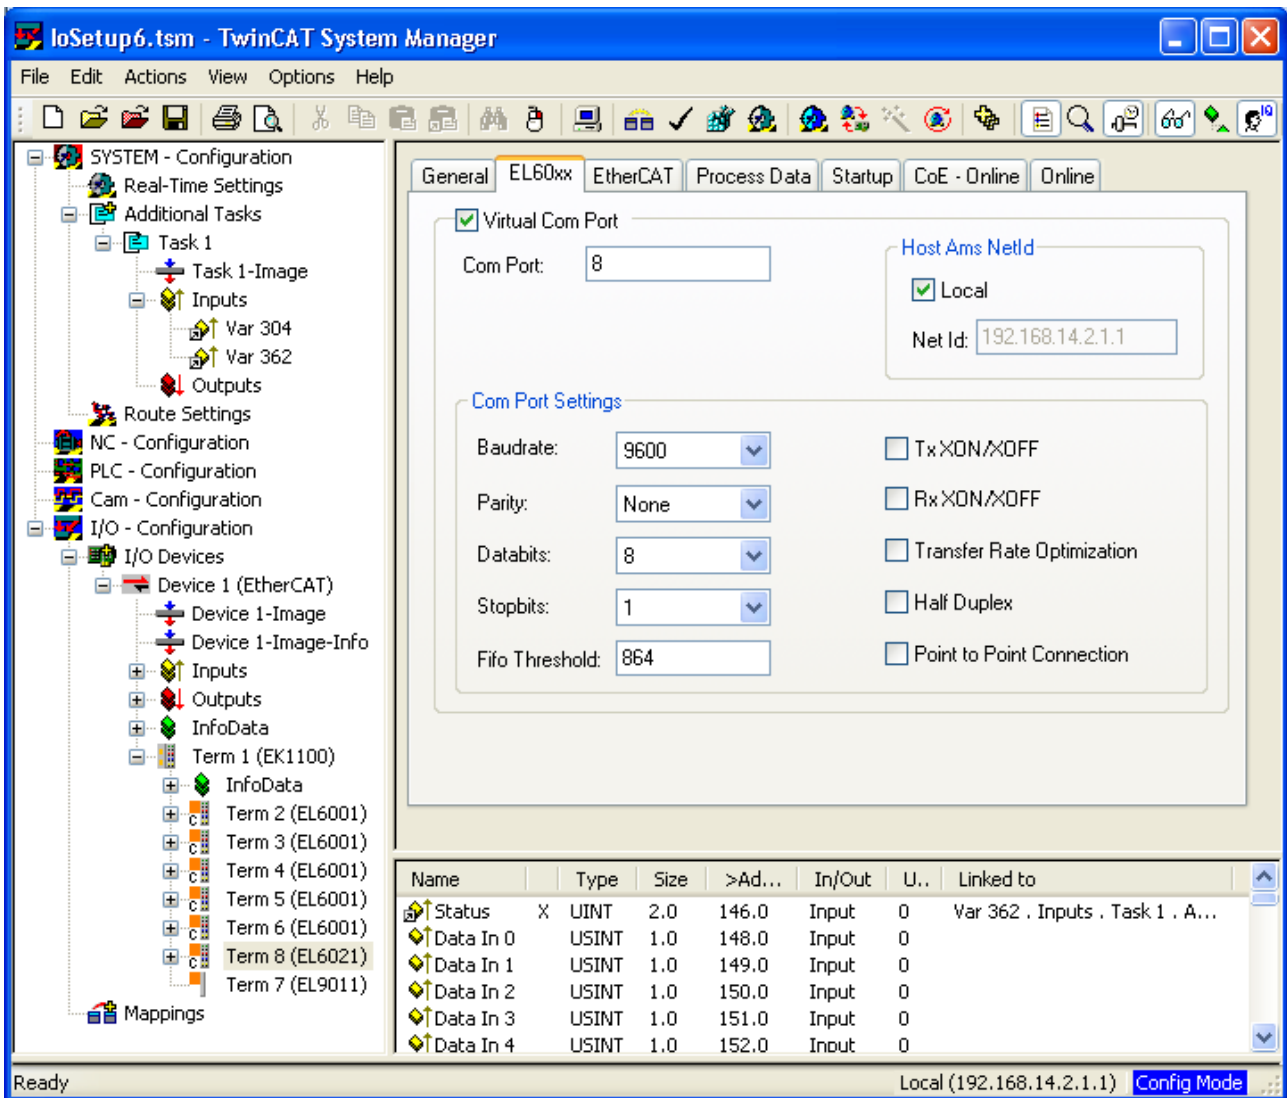 IoSetup6.tsm - TwinCAT System Manager
File Edit Actions View Options Help
SYSTEM - Configuration
Real-Time Settings
Additional Tasks
Task 1
Task 1-Image
Inputs
Var 304
Var 362
Outputs
Route Settings
NC - Configuration
PLC - Configuration
Cam - Configuration
I/O - Configuration
I/O Devices
Device 1 (EtherCAT)
Device 1-Image
Device 1-Image-Info
Inputs
Outputs
InfoData
Term 1 (EK1100)
InfoData
Term 2 (EL6001)
Term 3 (EL6001)
Term 4 (EL6001)
Term 5 (EL6001)
Term 6 (EL6001)
Term 8 (EL6021)
Term 7 (EL9011)
Mappings
General EL60xx EtherCAT Process Data Startup CoE - Online Online
Virtual Com Port
Com Port: 8
Host Ams NetId
Local
Net Id: 192.168.14.2.1.1
Com Port Settings
Baudrate: 9600
Parity: None
Databits: 8
Stopbits: 1
Fifo Threshold: 864
Tx XON/XOFF
Rx XON/XOFF
Transfer Rate Optimization
Half Duplex
Point to Point Connection
Name Type Size >Ad... In/Out U.. Linked to
Status X UINT 2.0 146.0 Input 0 Var 362 . Inputs . Task 1 . A...
Data In 0 USINT 1.0 148.0 Input 0
Data In 1 USINT 1.0 149.0 Input 0
Data In 2 USINT 1.0 150.0 Input 0
Data In 3 USINT 1.0 151.0 Input 0
Data In 4 USINT 1.0 152.0 Input 0
Ready
Local (192.168.14.2.1.1) Config Mode